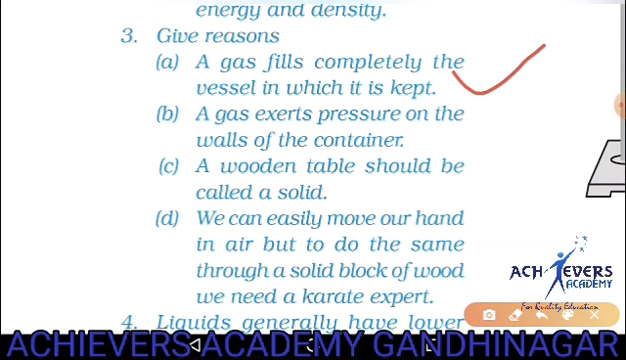 energy and density.
3. Give reasons
(a) A gas fills completely the
vessel in which it is kept.
(b) A gas exerts pressure on the
walls of the container.
(c) A wooden table should be
called a solid.
(d) We can easily move our hand
in air but to do the same
through a solid block of wood
we need a karate expert.
4. Liquids generally have lower
ACHIEVERS
ACADEMY
For Quality Education
ACHIEVERS ACADEMY GANDHINAGAR